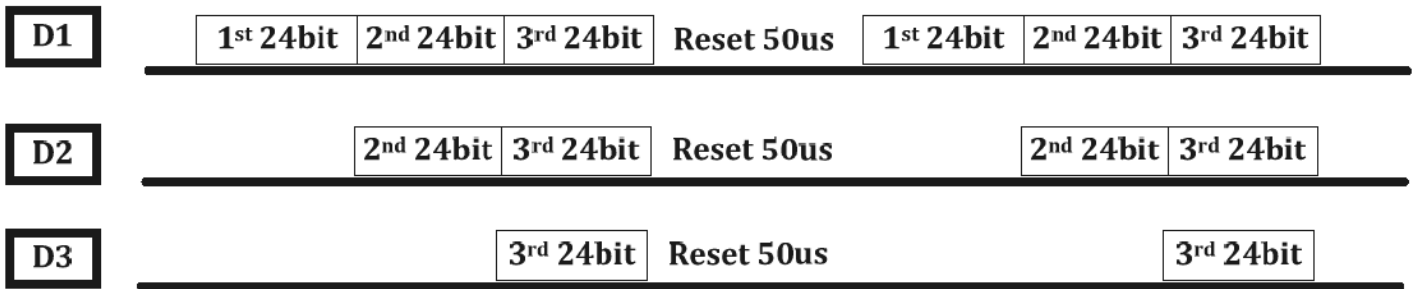 D1 1st 24bit 2nd 24bit 3rd 24bit Reset 50us 1st 24bit 2nd 24bit 3rd 24bit
D2 2nd 24bit 3rd 24bit Reset 50us 2nd 24bit 3rd 24bit
D3 3rd 24bit Reset 50us 3rd 24bit